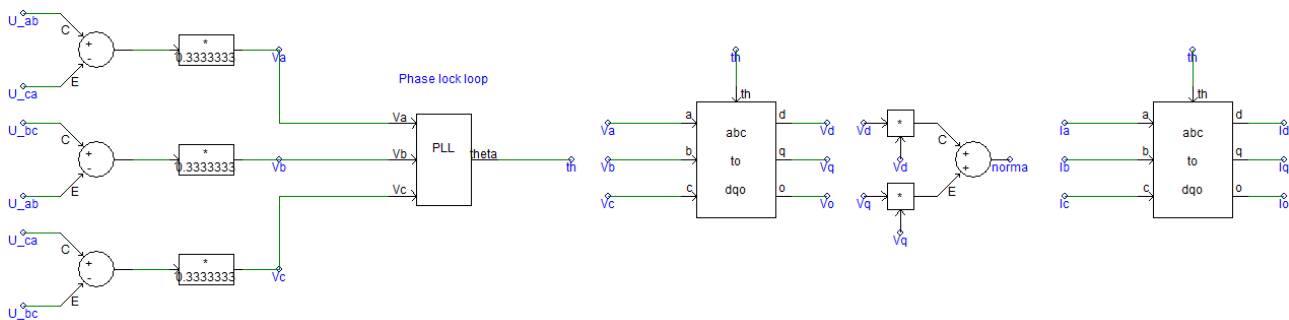 U_ab
C
+
-
E
U_ca
*
0.3333333
Va
U_bc
C
+
-
E
U_ab
*
0.3333333
Vb
U_ca
C
+
-
E
U_bc
*
0.3333333
Vc
Phase lock loop
Va
Vb
Vc
PLL
theta
th
th
th
Va
Vb
Vc
a
b
c
abc
to
dqo
d
q
o
Vd
Vq
Vo
Vd
*
Vd
Vq
*
Vq
C
+
+
E
norma
th
th
Ia
Ib
Ic
a
b
c
abc
to
dqo
d
q
o
Id
Iq
Io